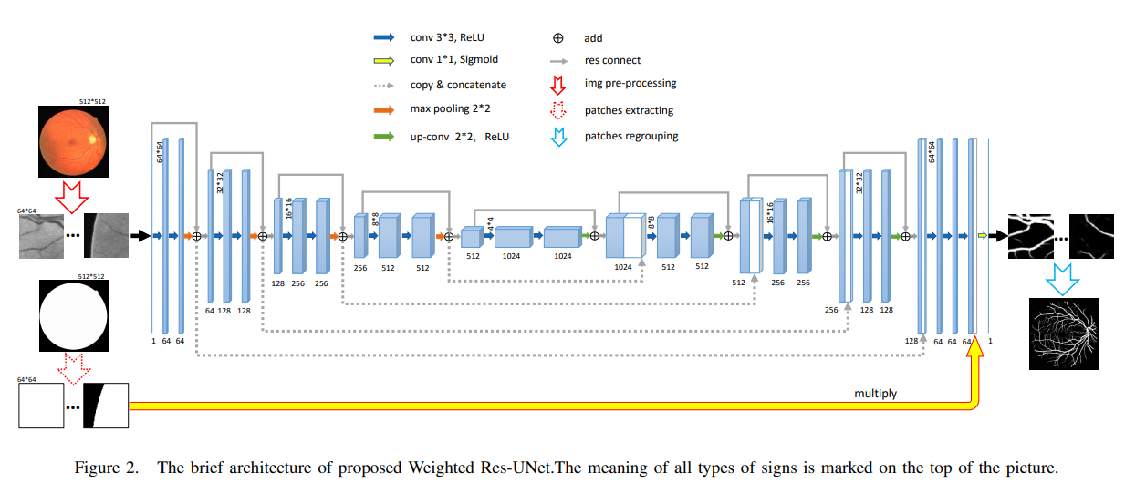 conv 3*3, ReLU
add
conv 1*1, Sigmoid
res connect
copy & concatenate
img pre-processing
max pooling 2*2
patches extracting
up-conv 2*2, ReLU
patches regrouping
512*512
64*64
512*512
64*64
64*64
32*32
16*16
8*8
4*4
8*8
16*16
32*32
64*64
1 64 64
64 128 128
128 256 256
256 512 512
512 1024 1024
1024 512 512
512 256 256
256 128 128
128 64 64 64 1
multiply
Figure 2. The brief architecture of proposed Weighted Res-UNet.The meaning of all types of signs is marked on the top of the picture.